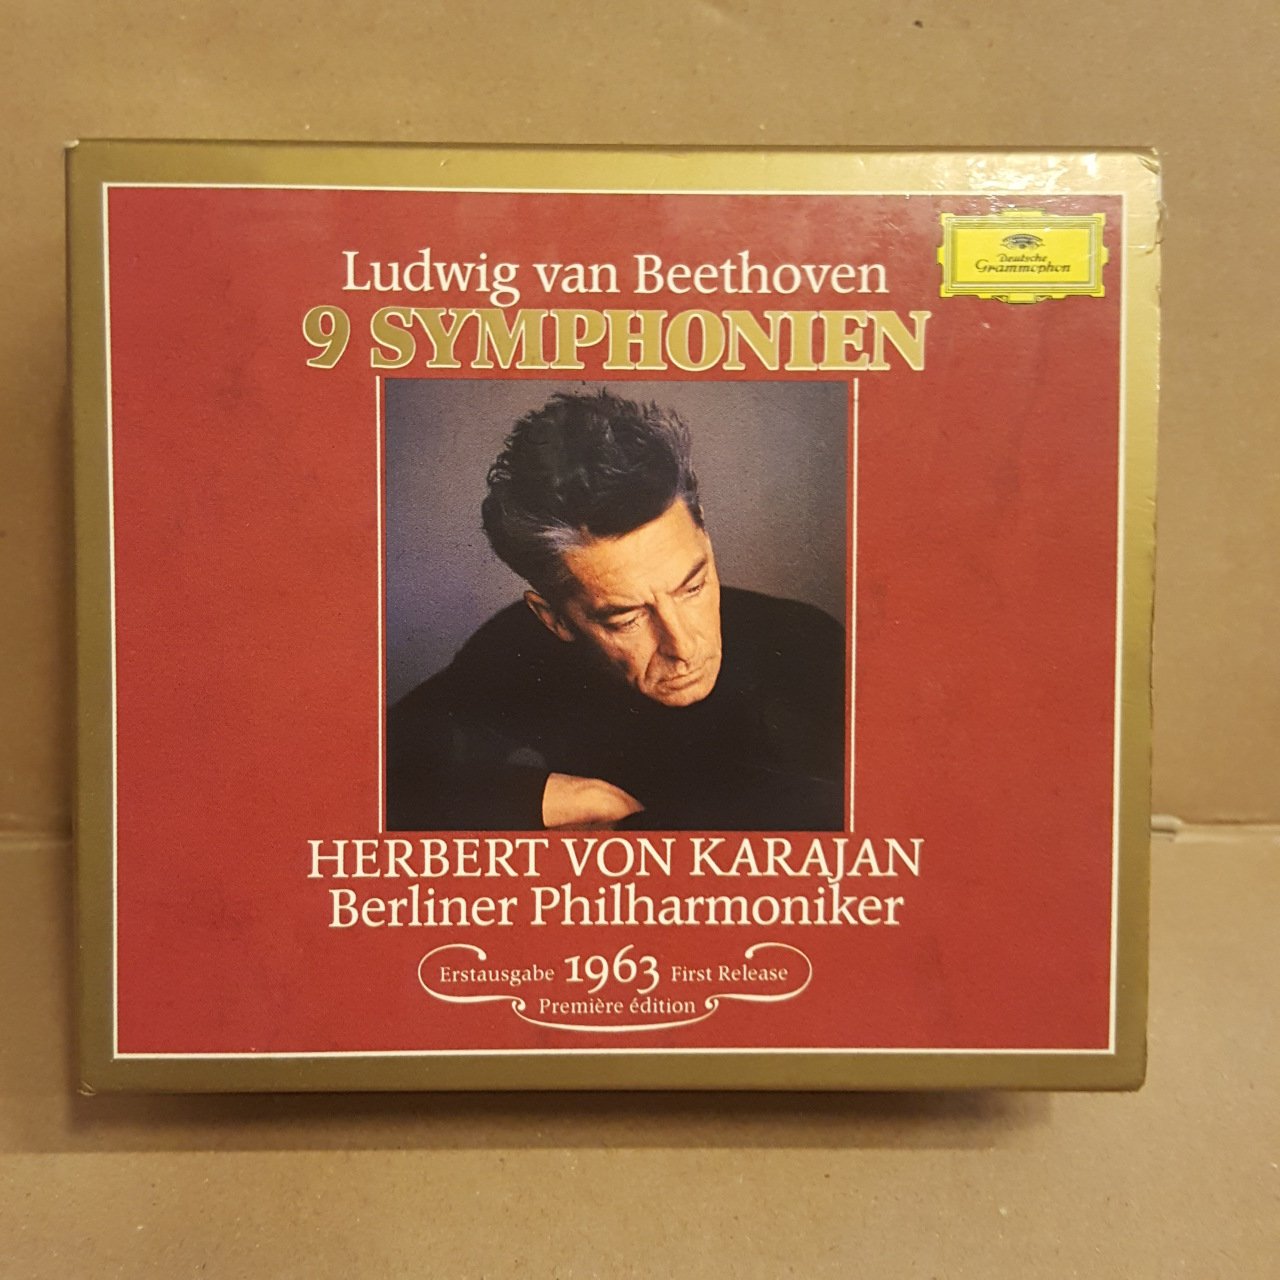 Ludwig van Beethoven
9 SYMPHONIEN
Deutsche
Grammophon
HERBERT VON KARAJAN
Berliner Philharmoniker
Erstausgabe 1963 First Release
Première édition